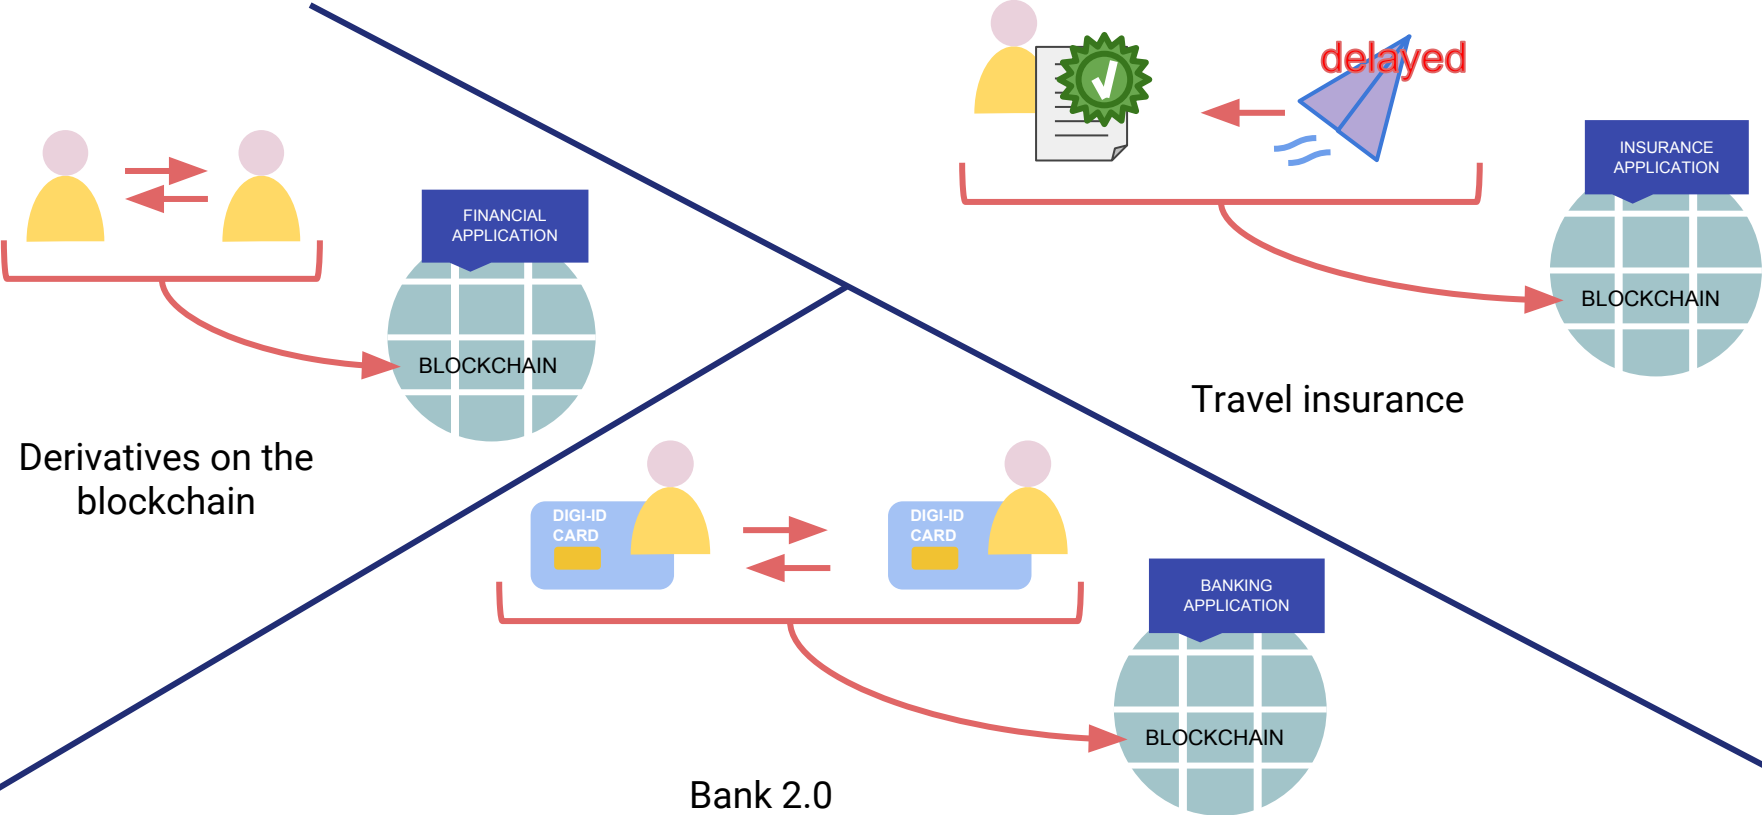 FINANCIAL
APPLICATION
BLOCKCHAIN
Derivatives on the
blockchain
delayed
INSURANCE
APPLICATION
BLOCKCHAIN
Travel insurance
DIGI-ID
CARD
DIGI-ID
CARD
BANKING
APPLICATION
BLOCKCHAIN
Bank 2.0